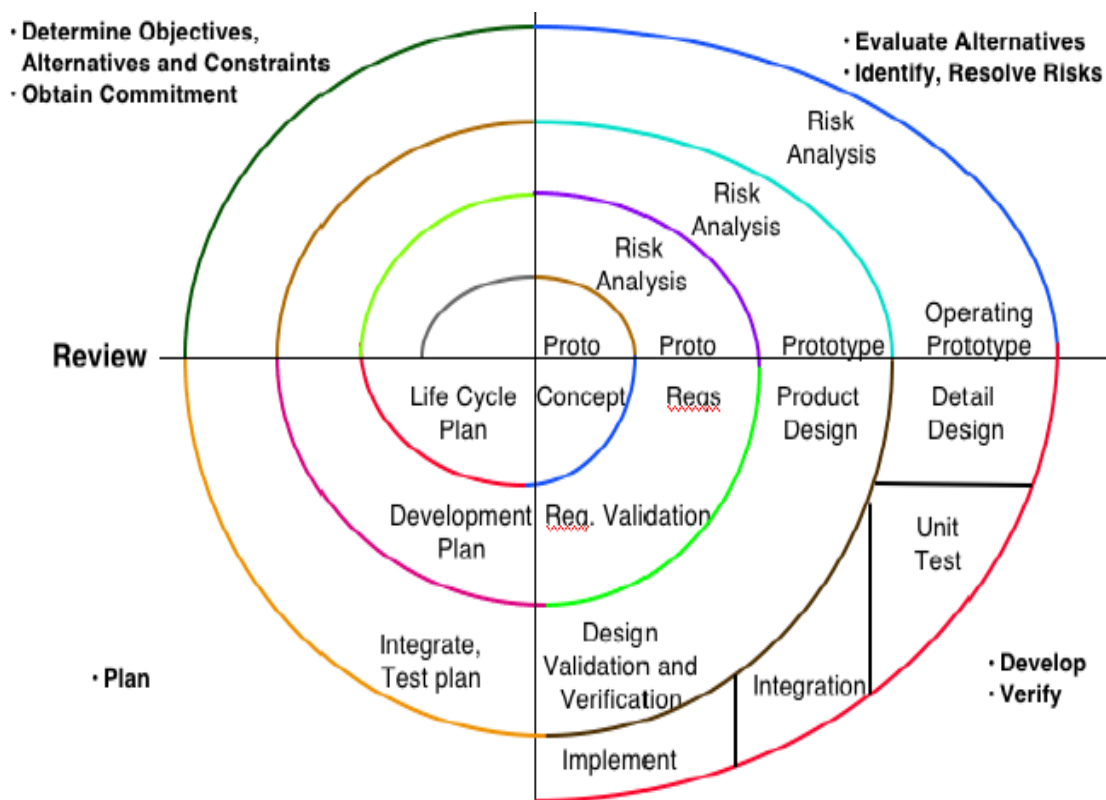 · Determine Objectives,
Alternatives and Constraints
· Obtain Commitment
· Evaluate Alternatives
· Identify, Resolve Risks
Risk
Analysis
Risk
Analysis
Risk
Analysis
Operating
Prototype
Review
Proto
Proto
Prototype
Life Cycle
Plan
Concept
Reqs
Product
Design
Detail
Design
Development
Plan
Req. Validation
Unit
Test
Integrate,
Test plan
Design
Validation and
Verification
Integration
Implement
· Plan
· Develop
· Verify